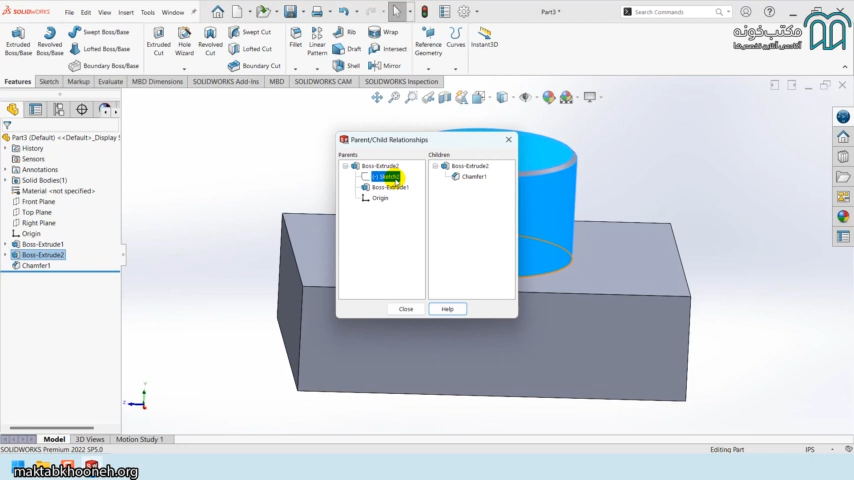 SOLIDWORKS
File Edit View Insert Tools Window
Part3 *
Search Commands
مکتب‌خونه
Extruded Boss/Base
Revolved Boss/Base
Swept Boss/Base
Lofted Boss/Base
Boundary Boss/Base
Extruded Cut
Hole Wizard
Revolved Cut
Swept Cut
Lofted Cut
Boundary Cut
Fillet
Linear Pattern
Rib
Draft
Shell
Wrap
Intersect
Mirror
Reference Geometry
Curves
Instant3D
Features Sketch Markup Evaluate MBD Dimensions SOLIDWORKS Add-Ins MBD SOLIDWORKS CAM SOLIDWORKS Inspection
Part3 (Default) <<Default>_Display S
History
Sensors
Annotations
Solid Bodies(1)
Material <not specified>
Front Plane
Top Plane
Right Plane
Origin
Boss-Extrude1
Boss-Extrude2
Chamfer1
Parent/Child Relationships
Parents
Boss-Extrude2
(-) Sketch2
Boss-Extrude1
Origin
Children
Boss-Extrude2
Chamfer1
Close
Help
Model 3D Views Motion Study 1
SOLIDWORKS Premium 2022 SP5.0
Editing Part
IPS
maktabkhooneh.org